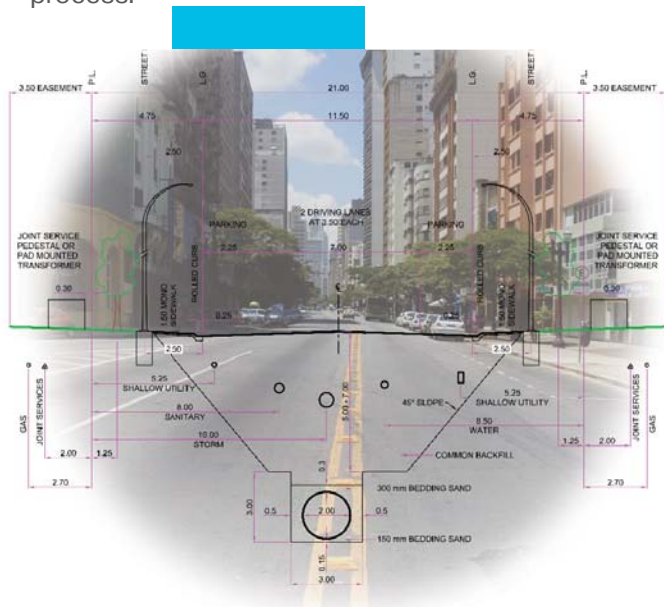 process.
3.50 EASEMENT
P.L.
STREET
L.G.
21.00
L.G.
STREET
P.L.
3.50 EASEMENT
4.75
11.50
4.75
2.50
2.50
JOINT SERVICE
PEDESTAL OR
PAD MOUNTED
TRANSFORMER
PARKING
2 DRIVING LANES
AT 3.50 EACH
PARKING
JOINT SERVICE
PEDESTAL OR
PAD MOUNTED
TRANSFORMER
2.25
7.00
2.25
0.30
1.50 MONO
SIDEWALK
ROLLED CURB
ROLLED CURB
1.50 MONO
SIDEWALK
0.30
0.25
2.50
2.50
5.25
SHALLOW UTILITY
5.25
SHALLOW UTILITY
GAS
JOINT SERVICES
8.00
SANITARY
45° SLOPE
8.50
WATER
JOINT SERVICES
GAS
10.00
STORM
2.00
1.25
1.25
2.00
COMMON BACKFILL
2.70
0.3
2.70
3.00
300 mm BEDDING SAND
0.5
2.00
0.5
150 mm BEDDING SAND
0.15
3.00